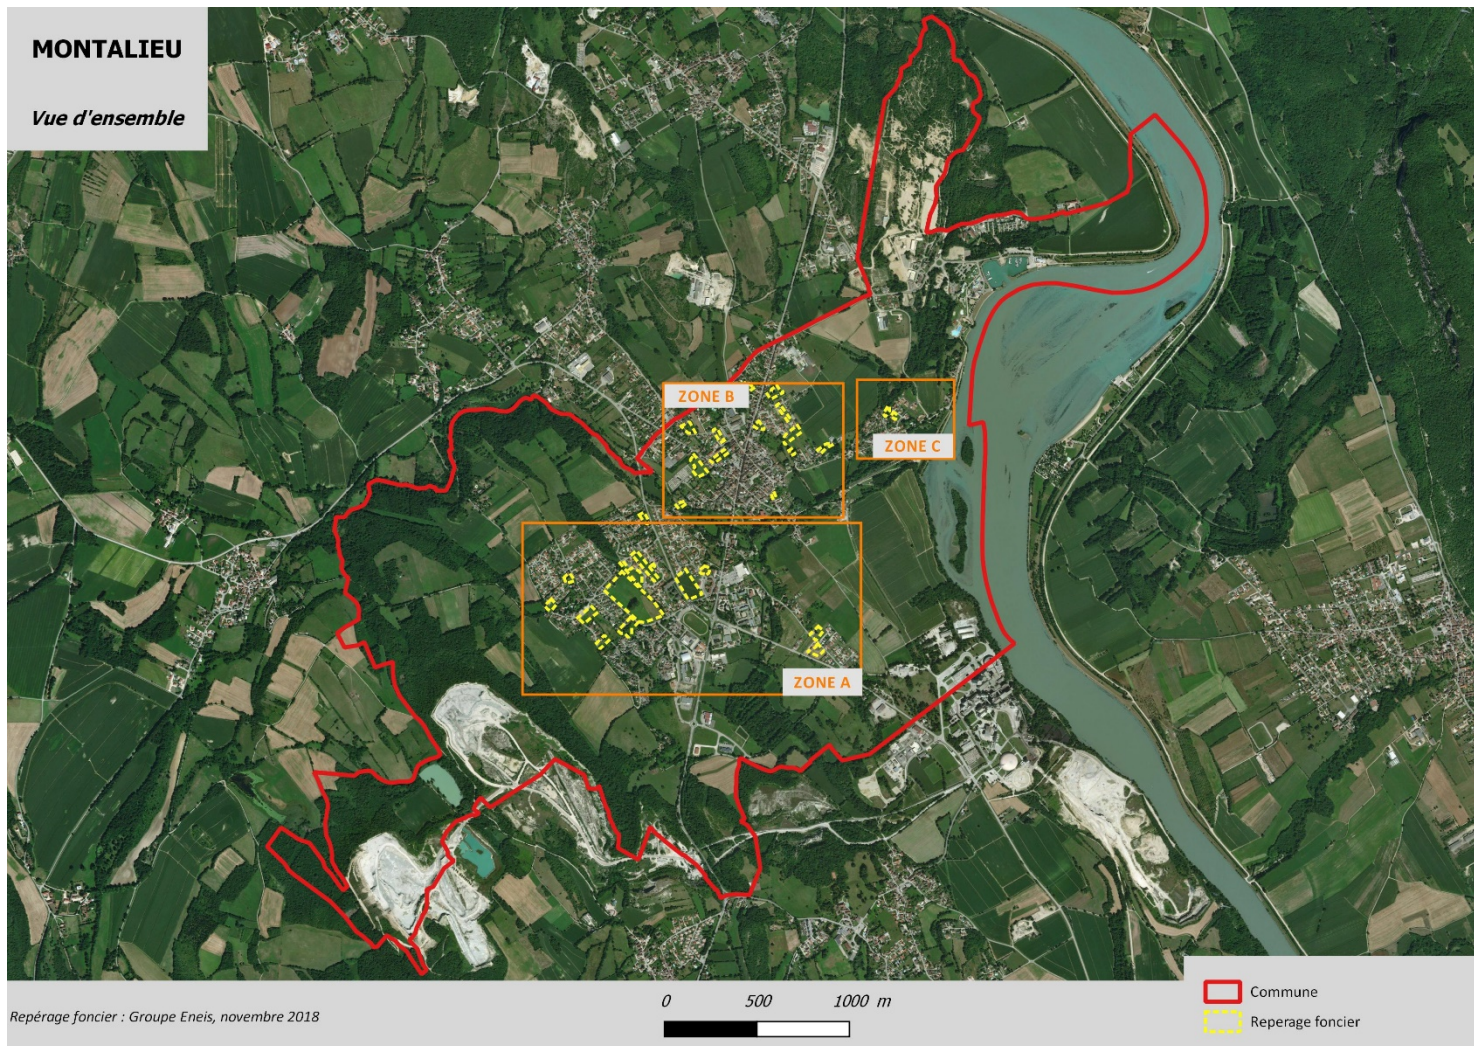 MONTALIEU
Vue d'ensemble
ZONE B
ZONE C
ZONE A
0 500 1000 m
Repérage foncier : Groupe Eneis, novembre 2018
Commune
Reperage foncier